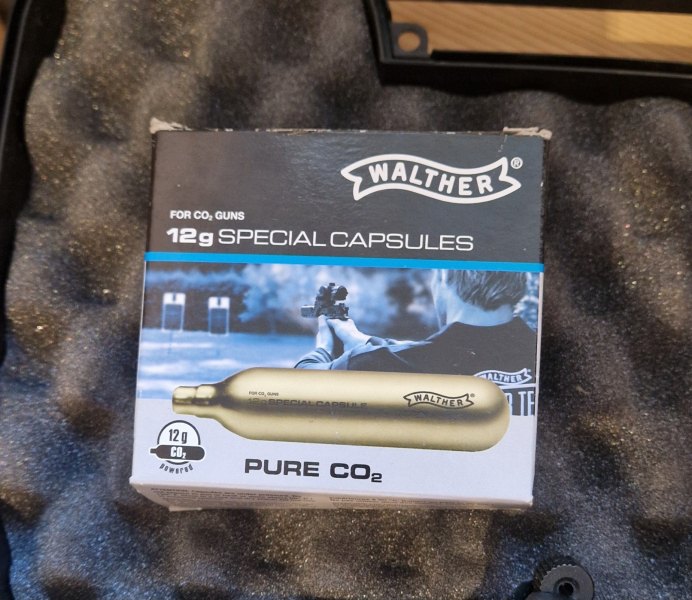 WALTHER®
FOR CO₂ GUNS
12g SPECIAL CAPSULES
WALTHER
FOR CO₂ GUNS
12g SPECIAL CAPSULE
WALTHER
12 g
CO₂
powered
PURE CO₂